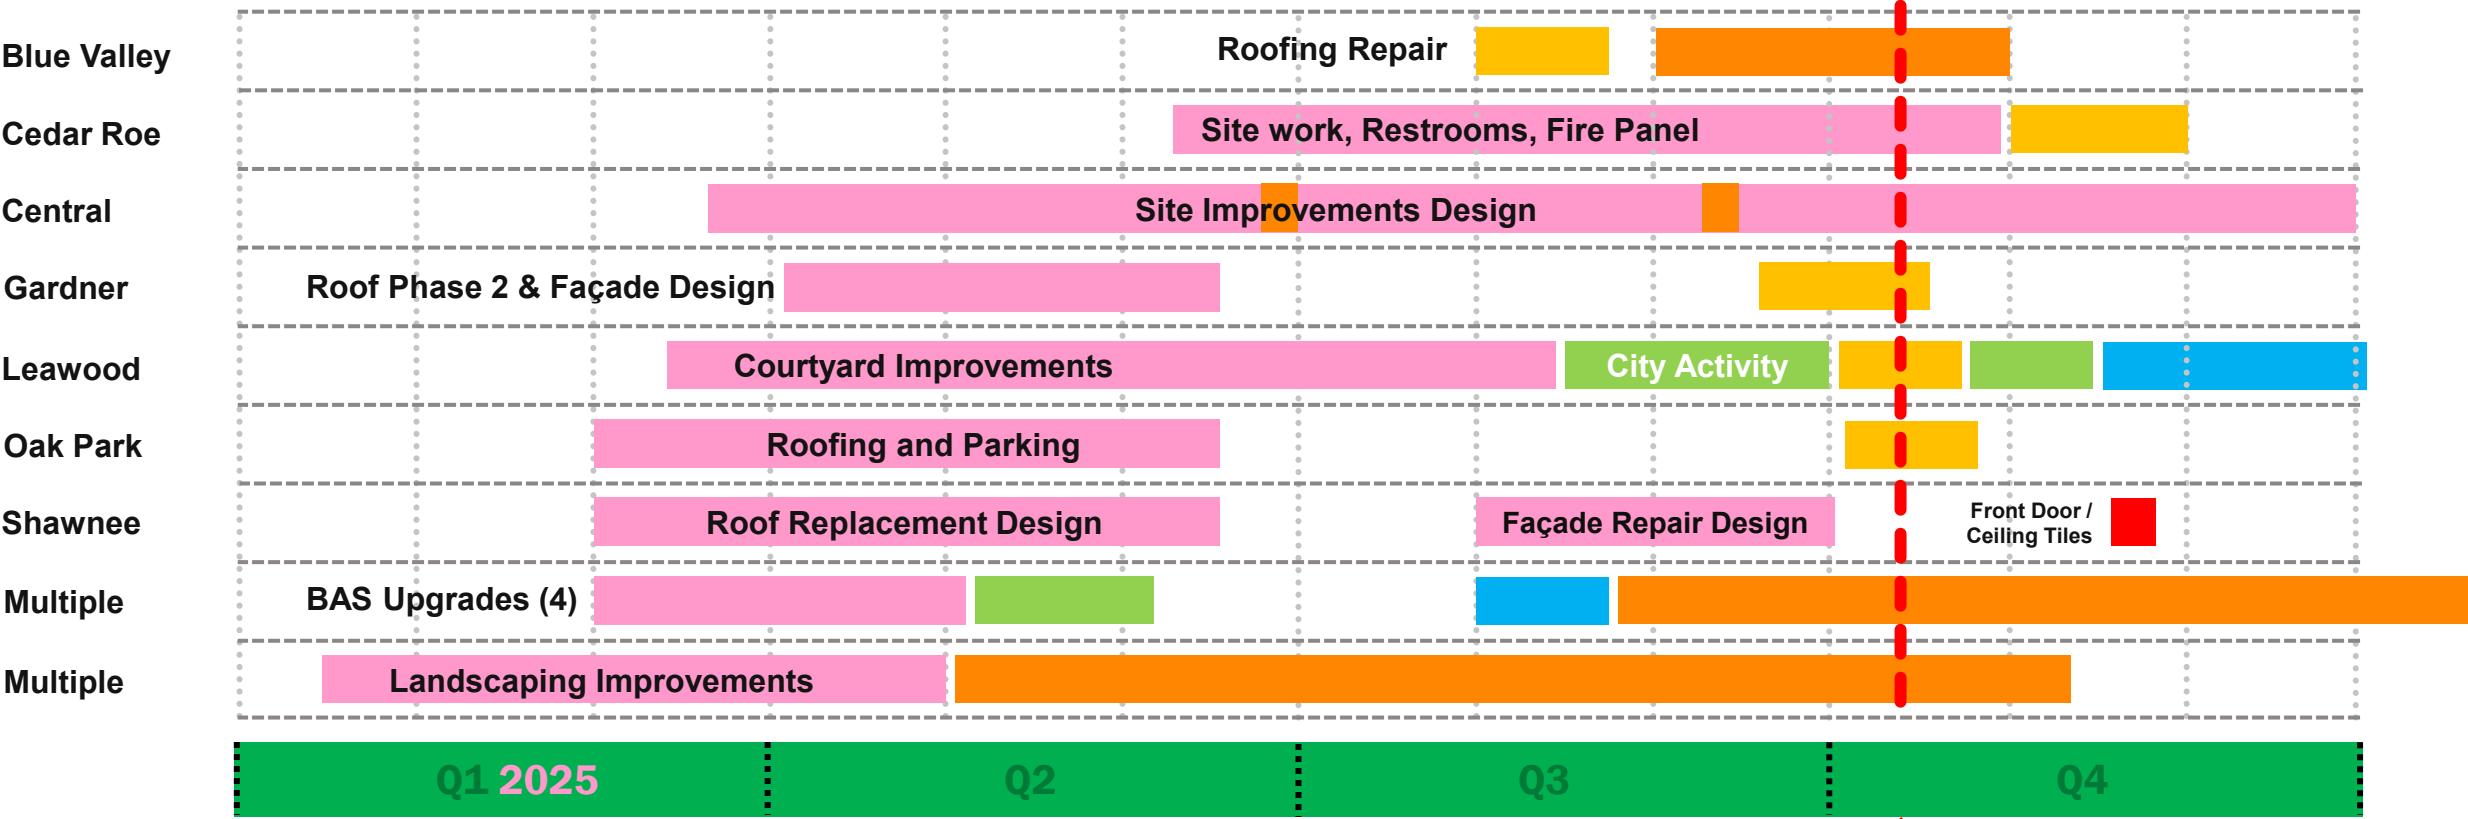 Blue Valley
Roofing Repair
Cedar Roe
Site work, Restrooms, Fire Panel
Central
Site Improvements Design
Gardner
Roof Phase 2 & Façade Design
Leawood
Courtyard Improvements
City Activity
Oak Park
Roofing and Parking
Shawnee
Roof Replacement Design
Façade Repair Design
Front Door /
Ceiling Tiles
Multiple
BAS Upgrades (4)
Multiple
Landscaping Improvements
Q1 2025
Q2
Q3
Q4